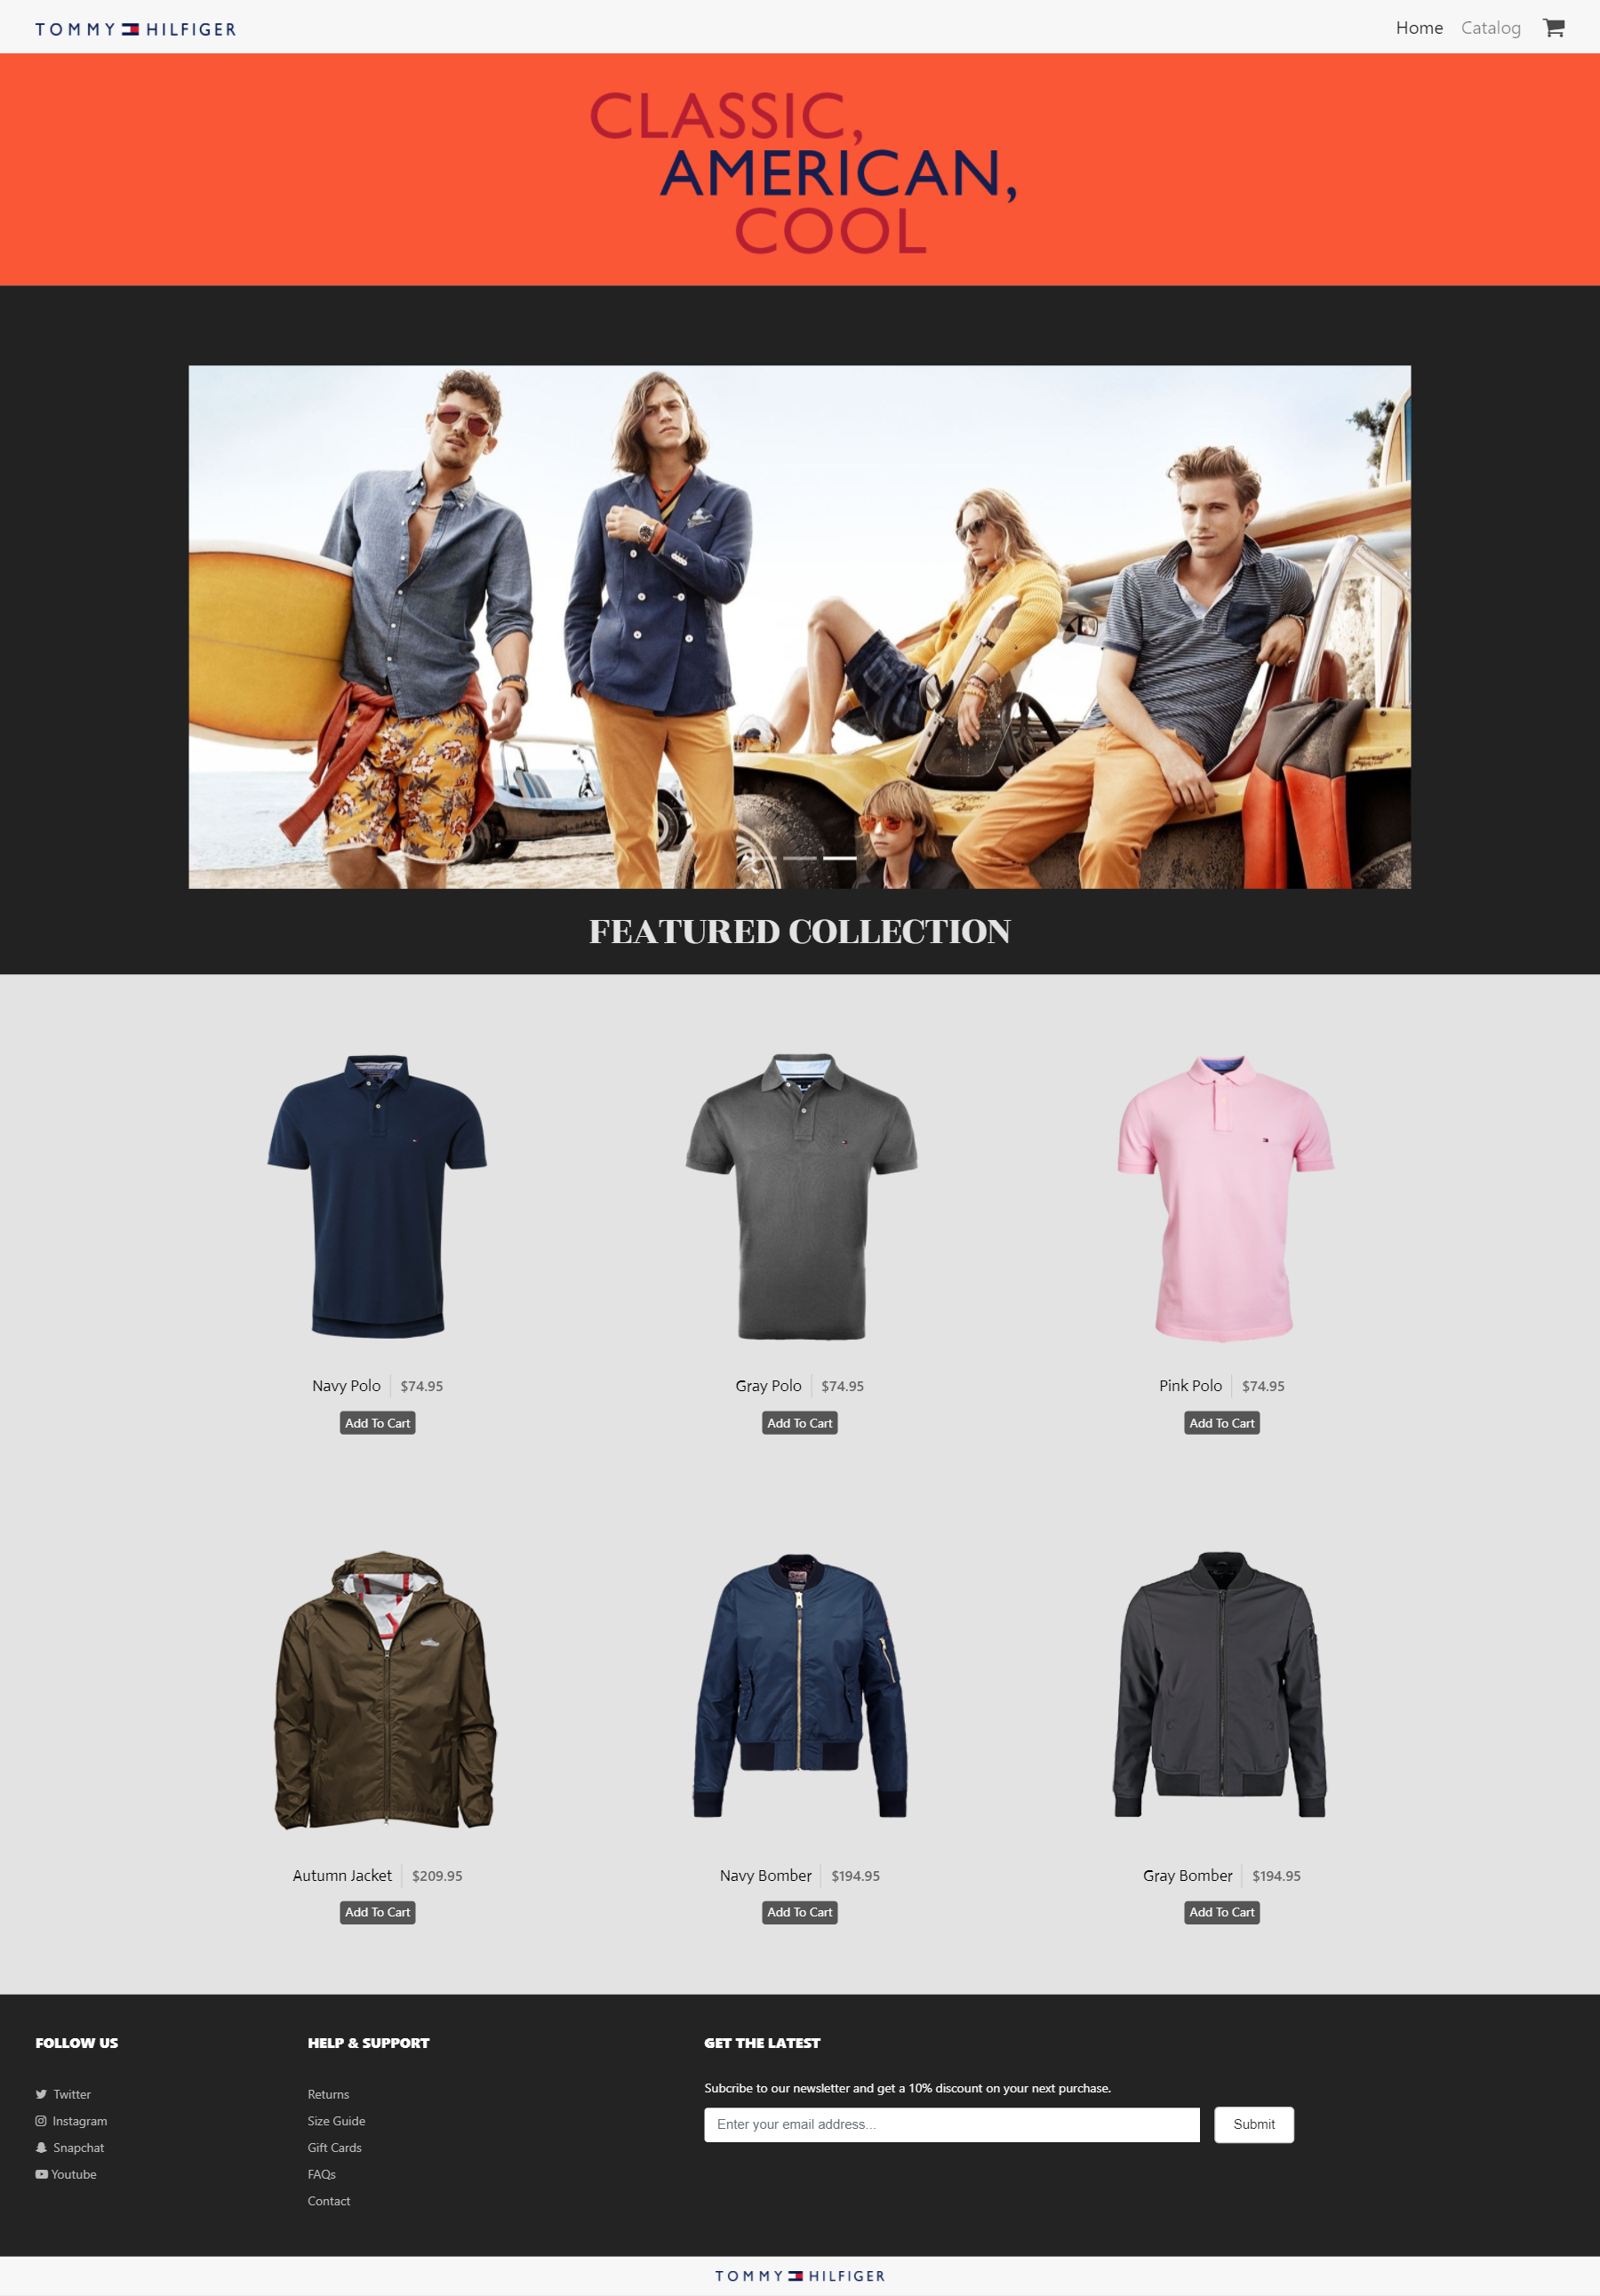 TOMMY HILFIGER
Home Catalog
CLASSIC,
AMERICAN,
COOL
FEATURED COLLECTION
Navy Polo $74.95
Add To Cart
Gray Polo $74.95
Add To Cart
Pink Polo $74.95
Add To Cart
Autumn Jacket $209.95
Add To Cart
Navy Bomber $194.95
Add To Cart
Gray Bomber $194.95
Add To Cart
FOLLOW US
Twitter
Instagram
Snapchat
Youtube
HELP & SUPPORT
Returns
Size Guide
Gift Cards
FAQs
Contact
GET THE LATEST
Subcribe to our newsletter and get a 10% discount on your next purchase.
Enter your email address...
Submit
TOMMY HILFIGER